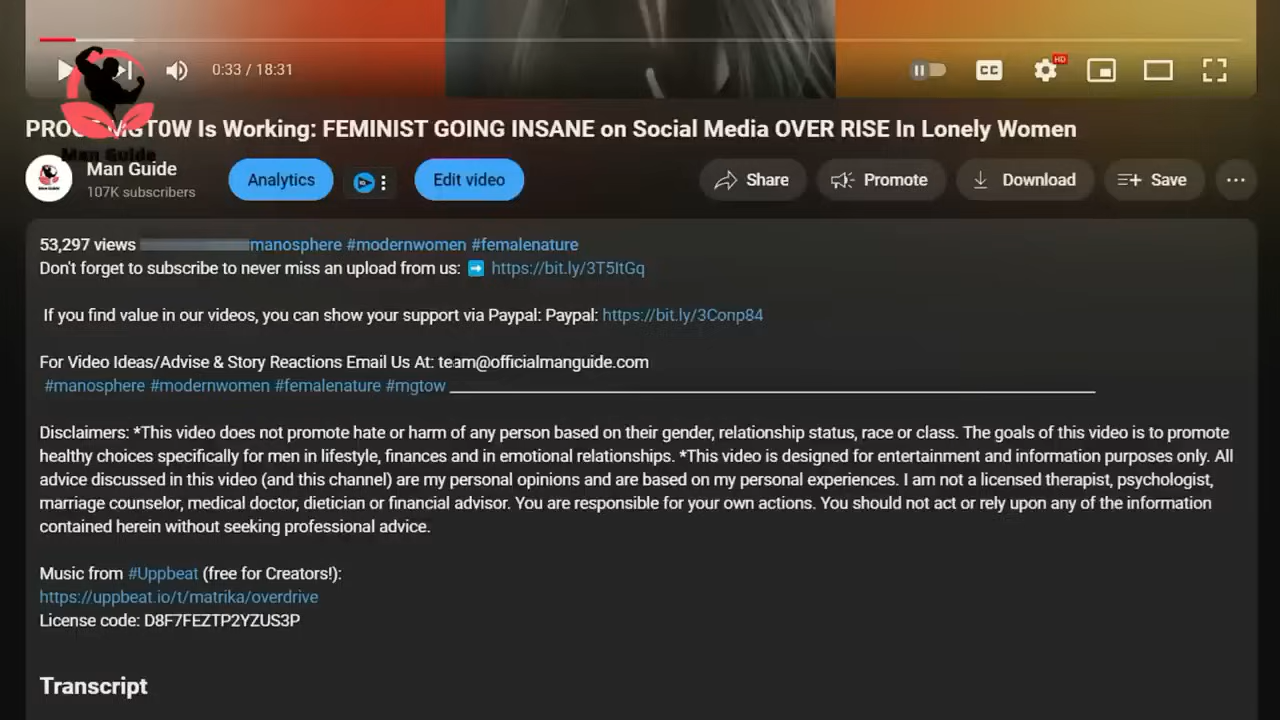 0:33 / 18:31
CC
HD
PROOF MGT0W Is Working: FEMINIST GOING INSANE on Social Media OVER RISE In Lonely Women
Man Guide
Man Guide
107K subscribers
Analytics
Edit video
Share
Promote
Download
Save
53,297 views manosphere #modernwomen #femalenature
Don't forget to subscribe to never miss an upload from us: ➡ https://bit.ly/3T5ItGq
If you find value in our videos, you can show your support via Paypal: Paypal: https://bit.ly/3Conp84
For Video Ideas/Advise & Story Reactions Email Us At: team@officialmanguide.com
#manosphere #modernwomen #femalenature #mgtow
Disclaimers: *This video does not promote hate or harm of any person based on their gender, relationship status, race or class. The goals of this video is to promote
healthy choices specifically for men in lifestyle, finances and in emotional relationships. *This video is designed for entertainment and information purposes only. All
advice discussed in this video (and this channel) are my personal opinions and are based on my personal experiences. I am not a licensed therapist, psychologist,
marriage counselor, medical doctor, dietician or financial advisor. You are responsible for your own actions. You should not act or rely upon any of the information
contained herein without seeking professional advice.
Music from #Uppbeat (free for Creators!):
https://uppbeat.io/t/matrika/overdrive
License code: D8F7FEZTP2YZUS3P
Transcript